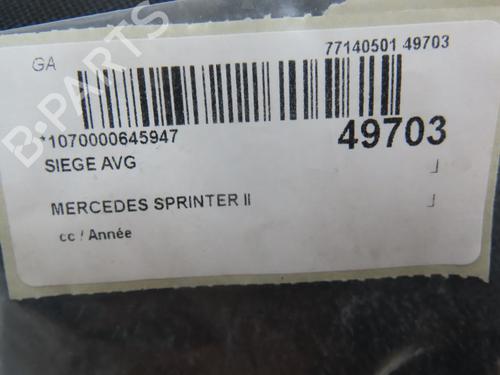 GA
77140501 49703
*1070000645947
49703
SIEGE AVG
MERCEDES SPRINTER II
cc / Année
B-PARTS